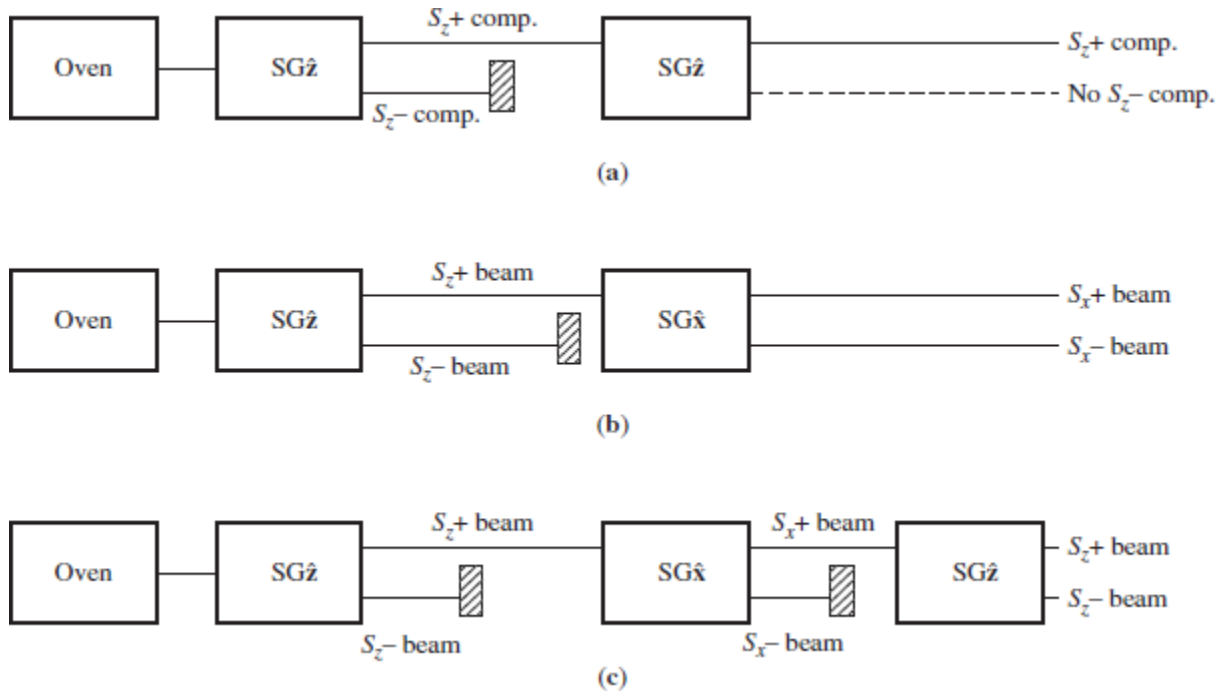 S_z+ comp.
Oven
SGẑ
SGẑ
S_z+ comp.
S_z– comp.
No S_z– comp.
(a)
S_z+ beam
Oven
SGẑ
SGx̂
S_x+ beam
S_x– beam
S_z– beam
(b)
S_z+ beam
S_x+ beam
Oven
SGẑ
SGx̂
SGẑ
S_z+ beam
S_z– beam
S_z– beam
S_x– beam
(c)